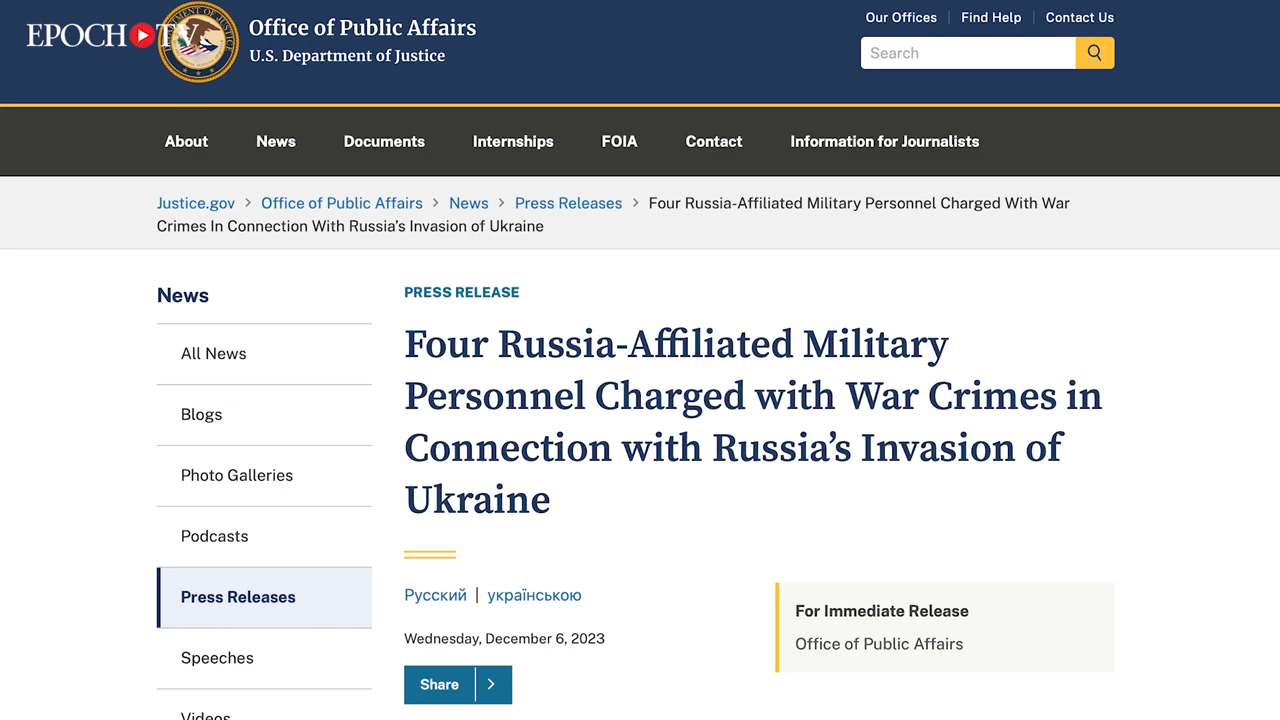 EPOCH TV
Office of Public Affairs
U.S. Department of Justice
Our Offices
Find Help
Contact Us
Search
About
News
Documents
Internships
FOIA
Contact
Information for Journalists
Justice.gov > Office of Public Affairs > News > Press Releases > Four Russia-Affiliated Military Personnel Charged With War
Crimes In Connection With Russia’s Invasion of Ukraine
News
All News
Blogs
Photo Galleries
Podcasts
Press Releases
Speeches
Videos
PRESS RELEASE
Four Russia-Affiliated Military
Personnel Charged with War Crimes in
Connection with Russia’s Invasion of
Ukraine
Русский | українською
Wednesday, December 6, 2023
Share
For Immediate Release
Office of Public Affairs